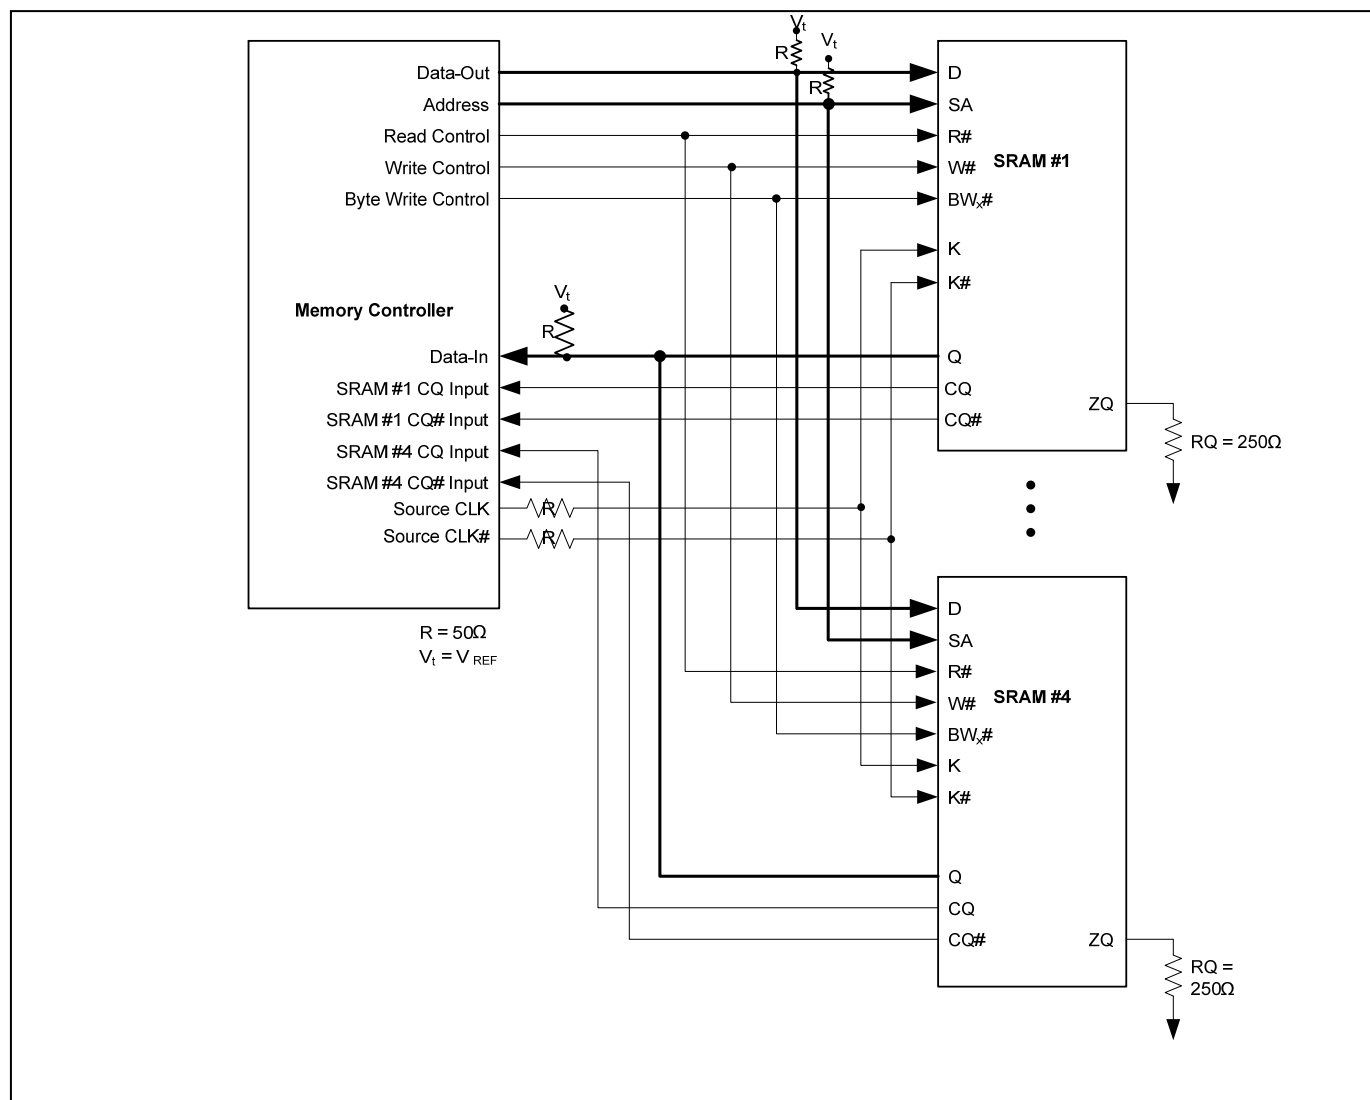 Vt
R
Vt
R
Data-Out
Address
Read Control
Write Control
Byte Write Control
Vt
R
Memory Controller
Data-In
SRAM #1 CQ Input
SRAM #1 CQ# Input
SRAM #4 CQ Input
SRAM #4 CQ# Input
Source CLK
R
Source CLK#
R
R = 50Ω
Vt = V REF
D
SA
R#
SRAM #1
W#
BWx#
K
K#
Q
CQ
ZQ
CQ#
RQ = 250Ω
D
SA
R#
SRAM #4
W#
BWx#
K
K#
Q
CQ
CQ#
ZQ
RQ =
250Ω